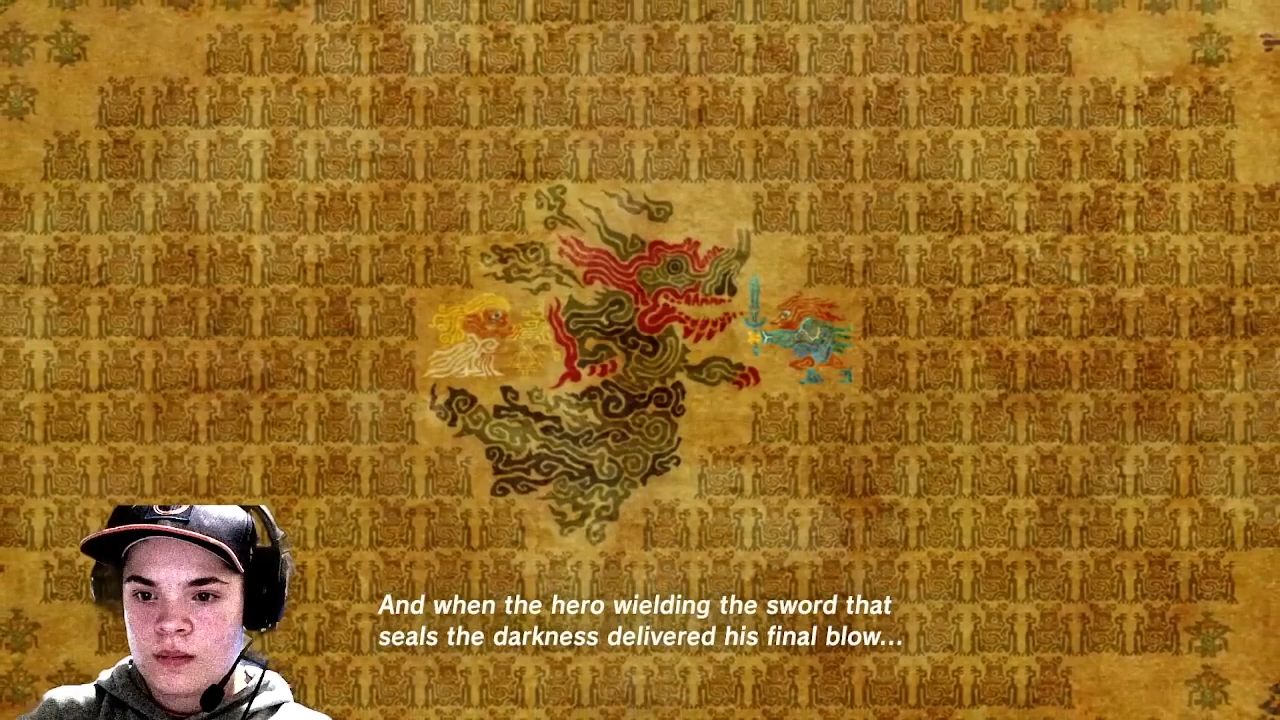 And when the hero wielding the sword that
seals the darkness delivered his final blow...